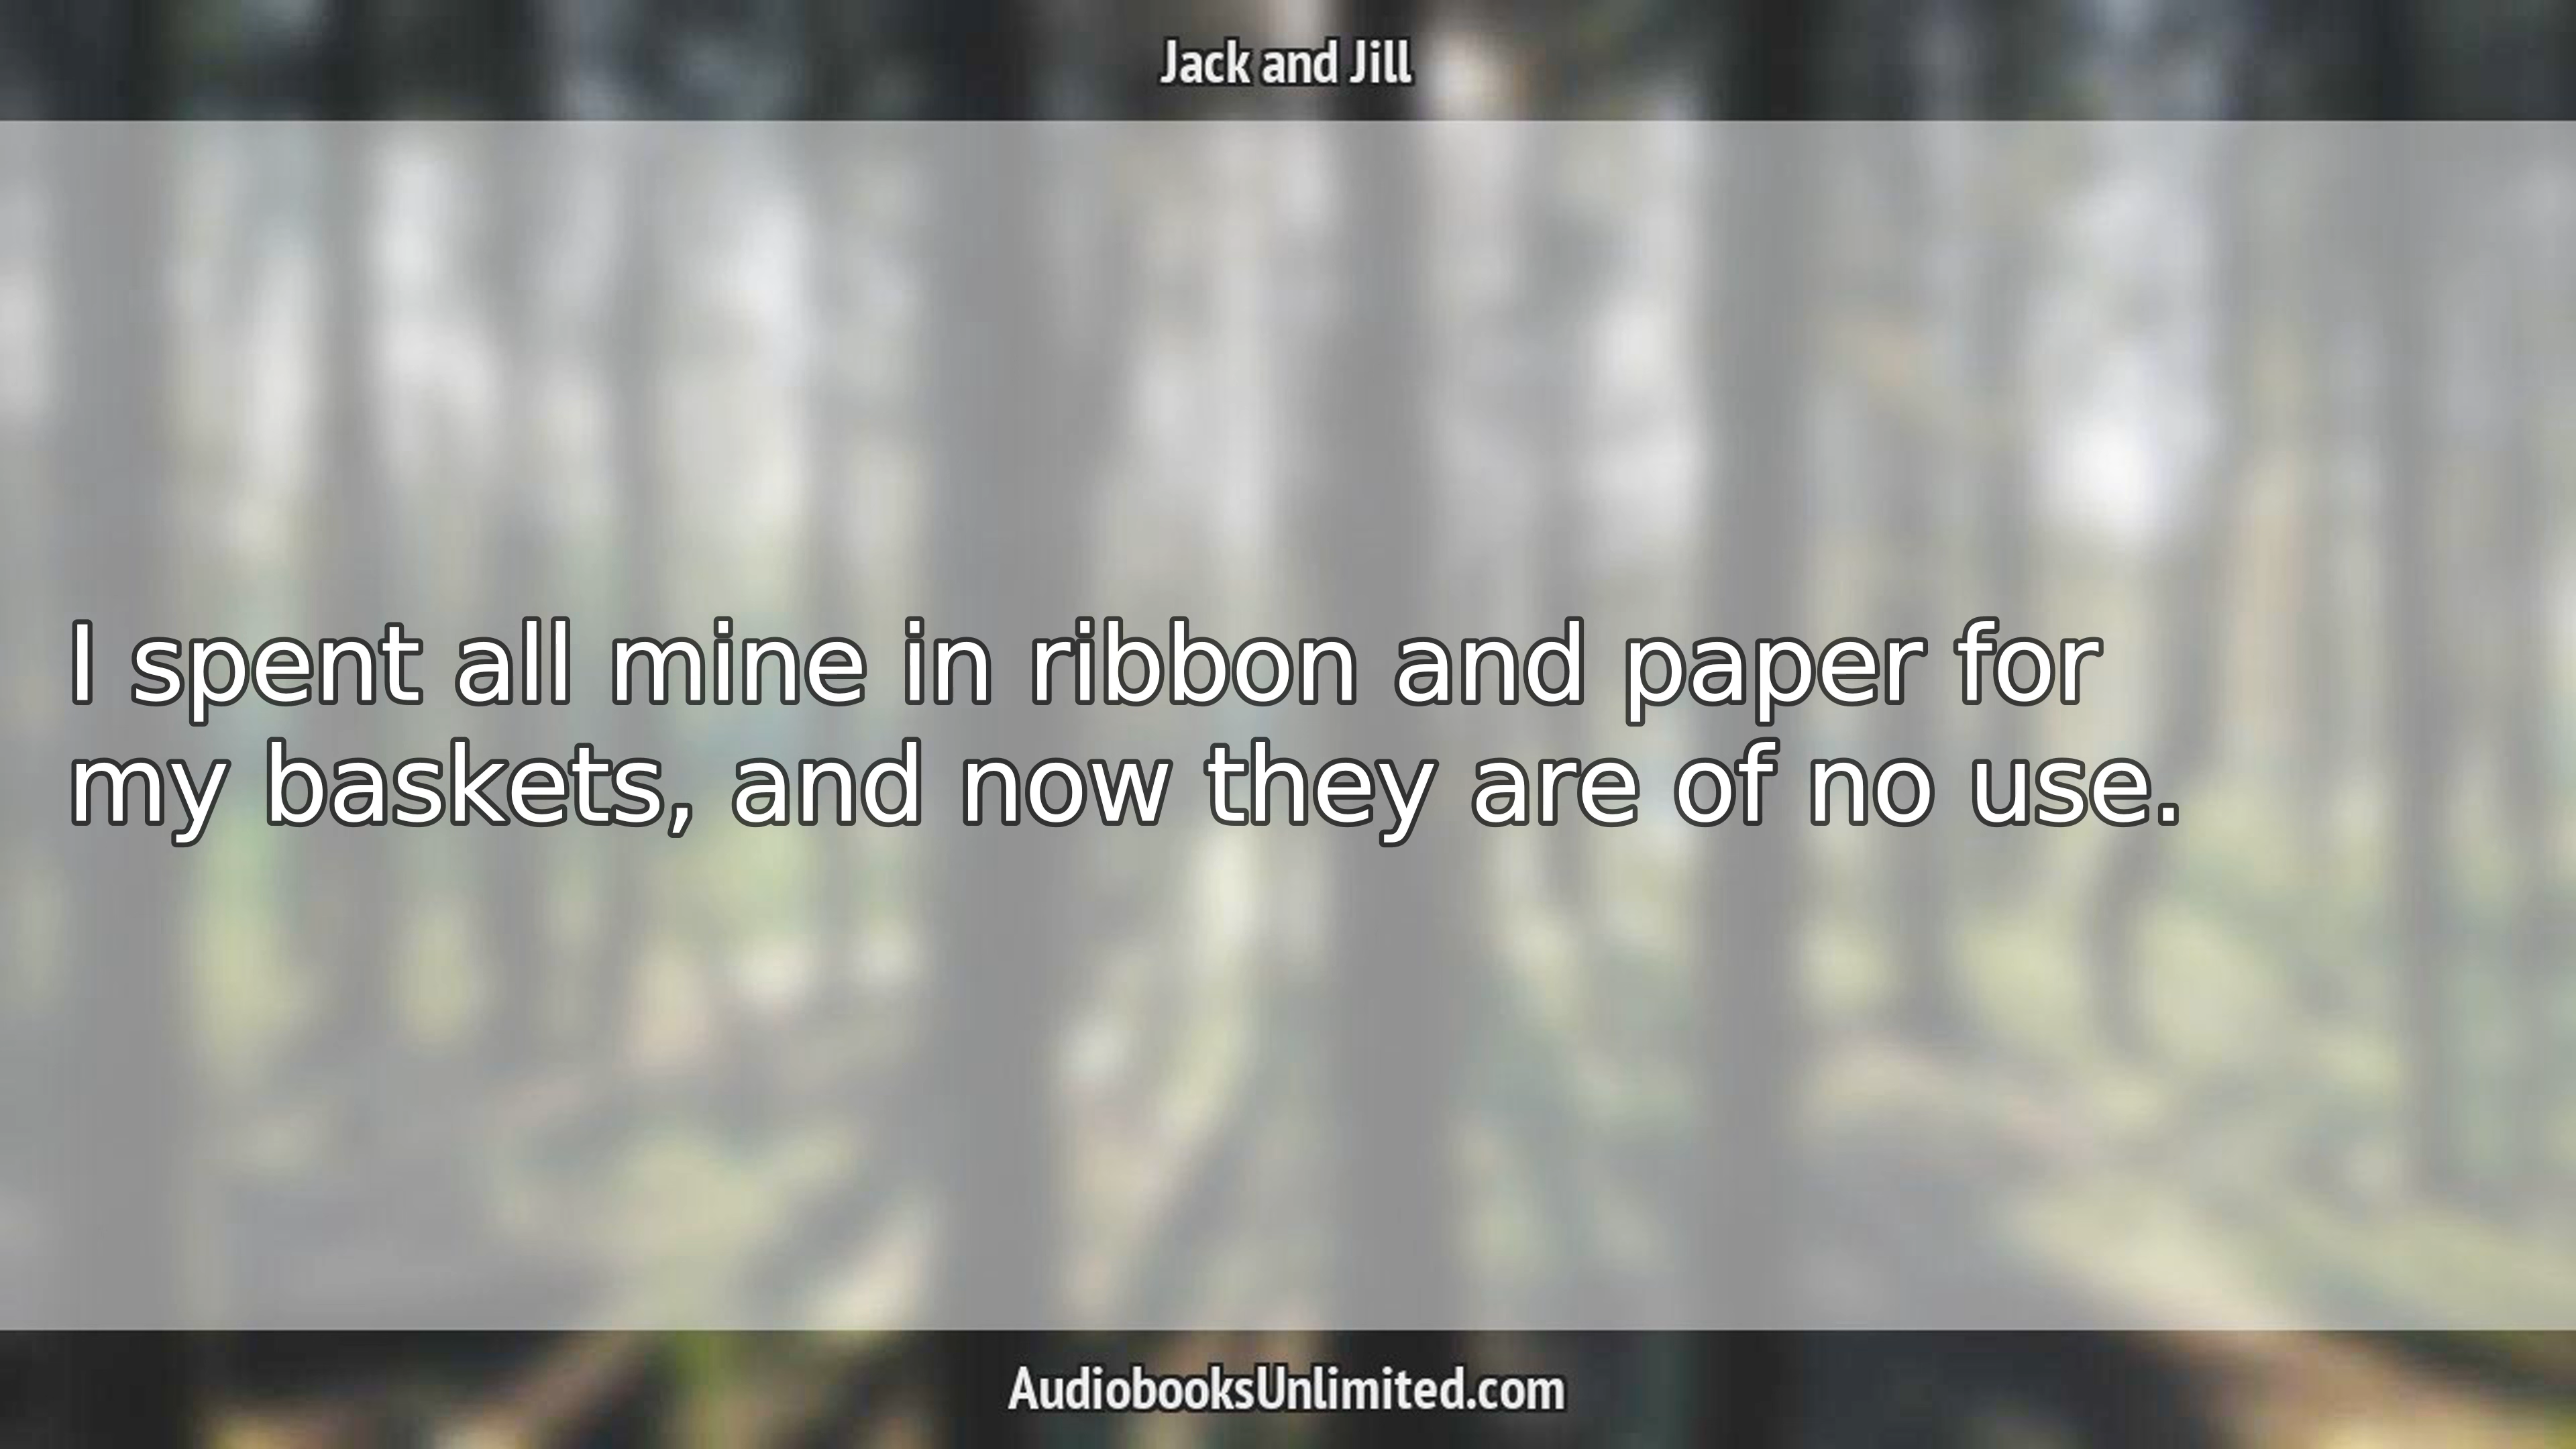 Jack and Jill
I spent all mine in ribbon and paper for
my baskets, and now they are of no use.
AudiobooksUnlimited.com